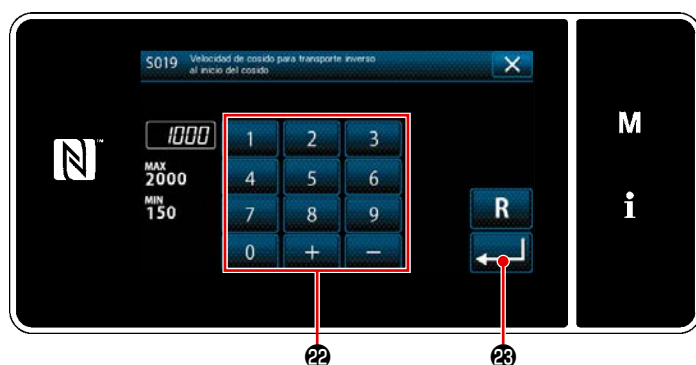 S019 Velocidad de cosido para transporte inverso
al inicio del cosido
1000
MAX
2000
MIN
150
1 2 3
4 5 6
7 8 9
0 + −
R
N™
M
i
22 23